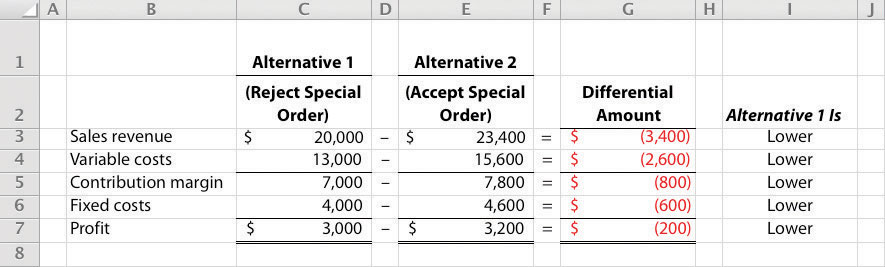 A B C D E F G H I J
1 Alternative 1 Alternative 2
(Reject Special (Accept Special Differential
2 Order) Order) Amount Alternative 1 Is
3 Sales revenue $ 20,000 – $ 23,400 = $ (3,400) Lower
4 Variable costs 13,000 – 15,600 = $ (2,600) Lower
5 Contribution margin 7,000 – 7,800 = $ (800) Lower
6 Fixed costs 4,000 – 4,600 = $ (600) Lower
7 Profit $ 3,000 – $ 3,200 = $ (200) Lower
8